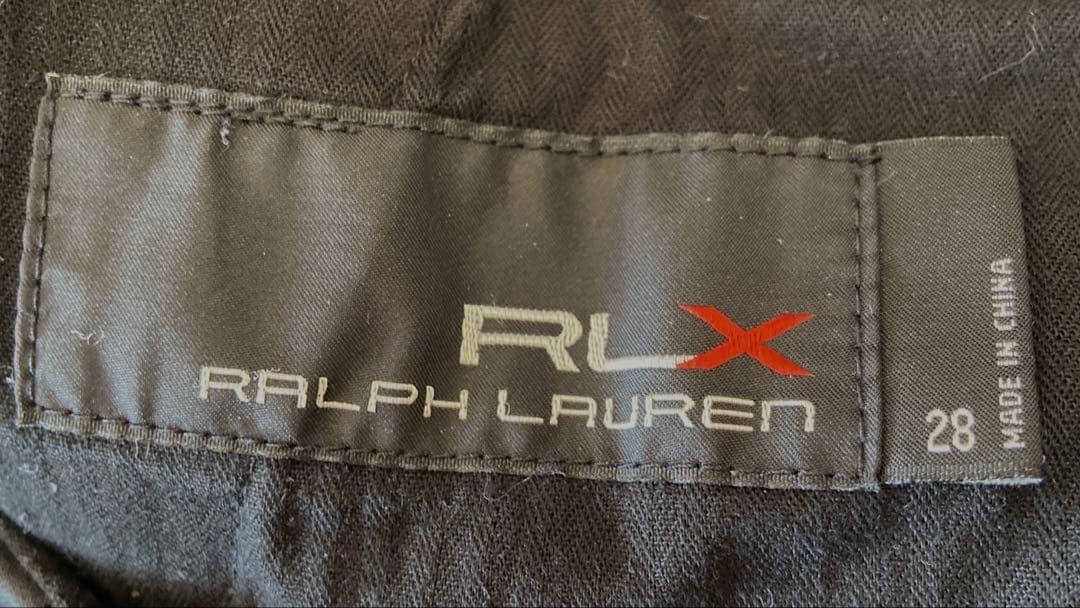 RLX
RALPH LAUREN
28
MADE IN CHINA